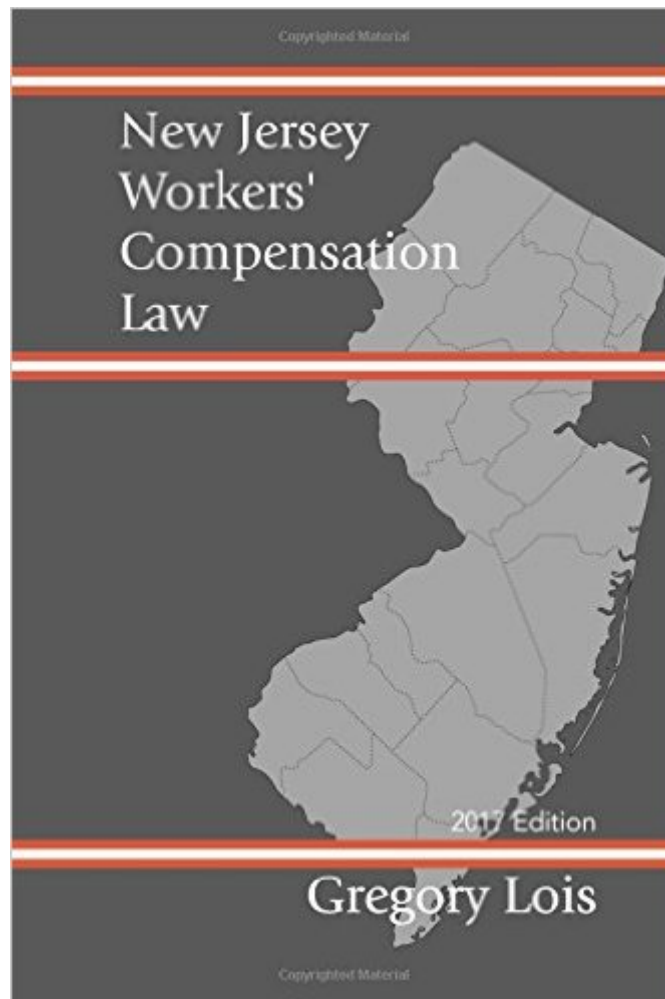 Copyrighted Material
New Jersey
Workers'
Compensation
Law
2017 Edition
Gregory Lois
Copyrighted Material